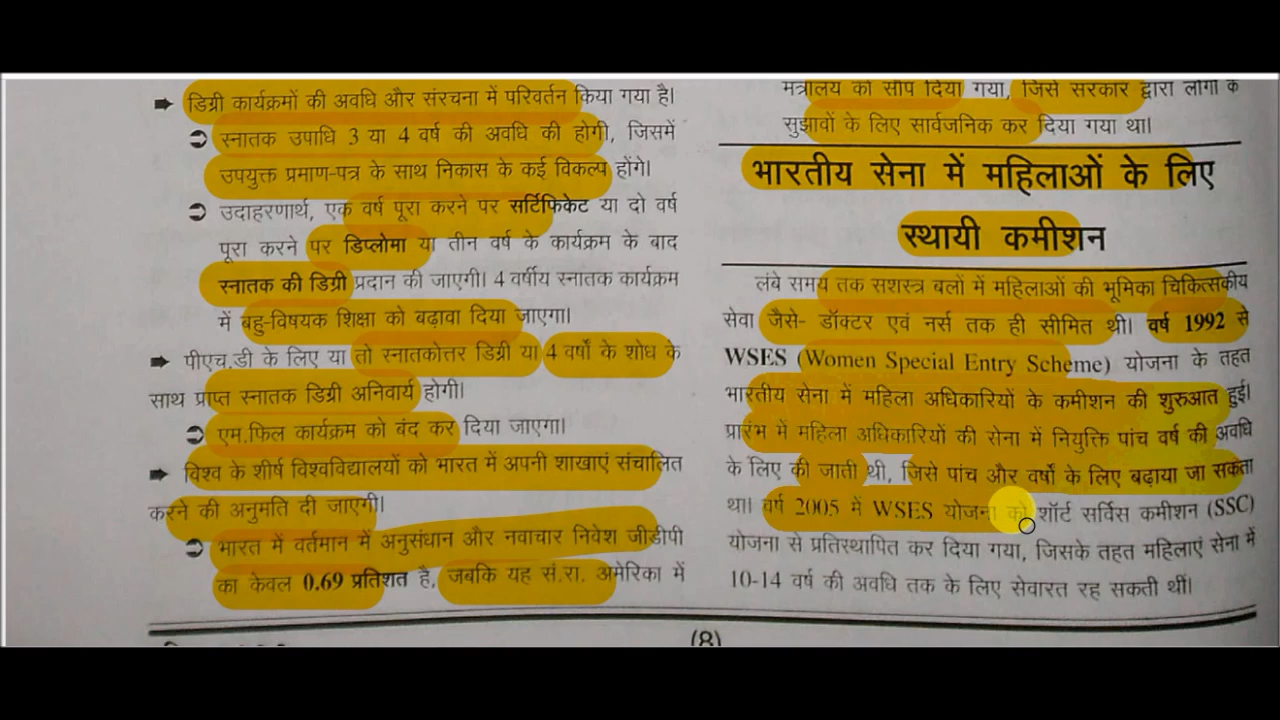 डिग्री कार्यक्रमों की अवधि और संरचना में परिवर्तन किया गया है।
स्नातक उपाधि 3 या 4 वर्ष की अवधि की होगी, जिसमें
उपयुक्त प्रमाण-पत्र के साथ निकास के कई विकल्प होंगे।
उदाहरणार्थ, एक वर्ष पूरा करने पर सर्टिफिकेट या दो वर्ष
पूरा करने पर डिप्लोमा या तीन वर्ष के कार्यक्रम के बाद
स्नातक की डिग्री प्रदान की जाएगी। 4 वर्षीय स्नातक कार्यक्रम
में बहु-विषयक शिक्षा को बढ़ावा दिया जाएगा।
पीएच.डी के लिए या तो स्नातकोत्तर डिग्री या 4 वर्षों के शोध के
साथ प्राप्त स्नातक डिग्री अनिवार्य होगी।
एम.फिल कार्यक्रम को बंद कर दिया जाएगा।
विश्व के शीर्ष विश्वविद्यालयों को भारत में अपनी शाखाएं संचालित
करने की अनुमति दी जाएगी।
भारत में वर्तमान में अनुसंधान और नवाचार निवेश जीडीपी
का केवल 0.69 प्रतिशत है, जबकि यह सं.रा. अमेरिका में
मंत्रालय को सौंप दिया गया, जिसे सरकार द्वारा लोगों के
सुझावों के लिए सार्वजनिक कर दिया गया था।
भारतीय सेना में महिलाओं के लिए
स्थायी कमीशन
लंबे समय तक सशस्त्र बलों में महिलाओं की भूमिका चिकित्सकीय
सेवा जैसे- डॉक्टर एवं नर्स तक ही सीमित थी। वर्ष 1992 से
WSES (Women Special Entry Scheme) योजना के तहत
भारतीय सेना में महिला अधिकारियों के कमीशन की शुरुआत हुई।
प्रारंभ में महिला अधिकारियों की सेना में नियुक्ति पांच वर्ष की अवधि
के लिए की जाती थी, जिसे पांच और वर्षों के लिए बढ़ाया जा सकता
था। वर्ष 2005 में WSES योजना को शॉर्ट सर्विस कमीशन (SSC)
योजना से प्रतिस्थापित कर दिया गया, जिसके तहत महिलाएं सेना में
10-14 वर्ष की अवधि तक के लिए सेवारत रह सकती थीं।
(8)